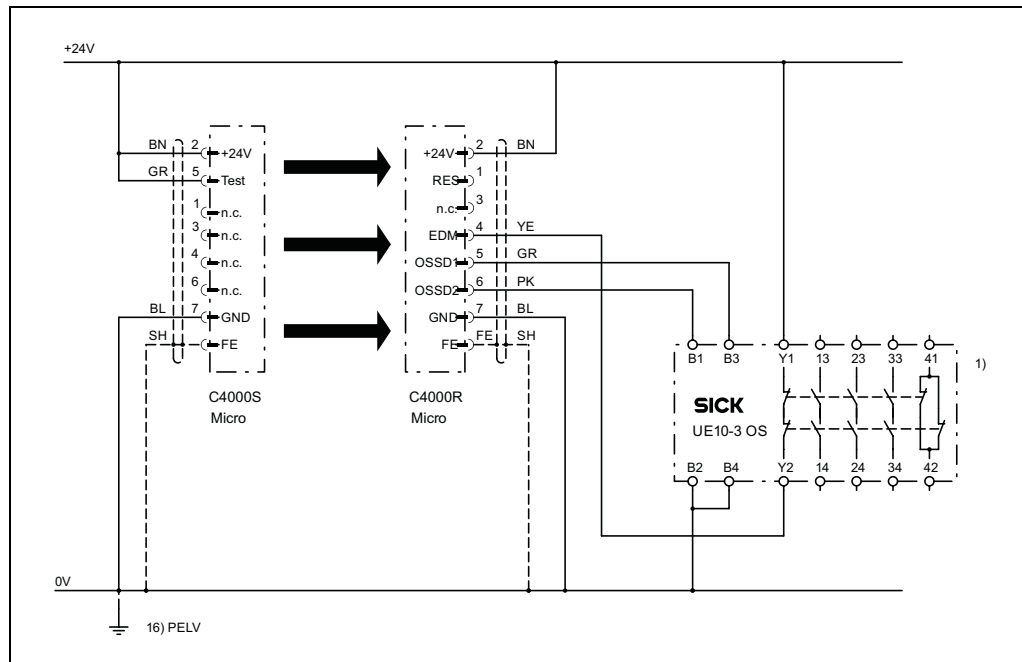 +24V
BN 2 +24V
GR 5 Test
1 n.c.
3 n.c.
4 n.c.
6 n.c.
BL 7 GND
SH FE
C4000S
Micro
+24V 2 BN
RES 1
n.c. 3
EDM 4 YE
OSSD1 5 GR
OSSD2 6 PK
GND 7 BL
FE FE SH
C4000R
Micro
B1 B3 Y1 13 23 33 41
1)
SICK
UE10-3 OS
B2 B4 Y2 14 24 34 42
0V
16) PELV